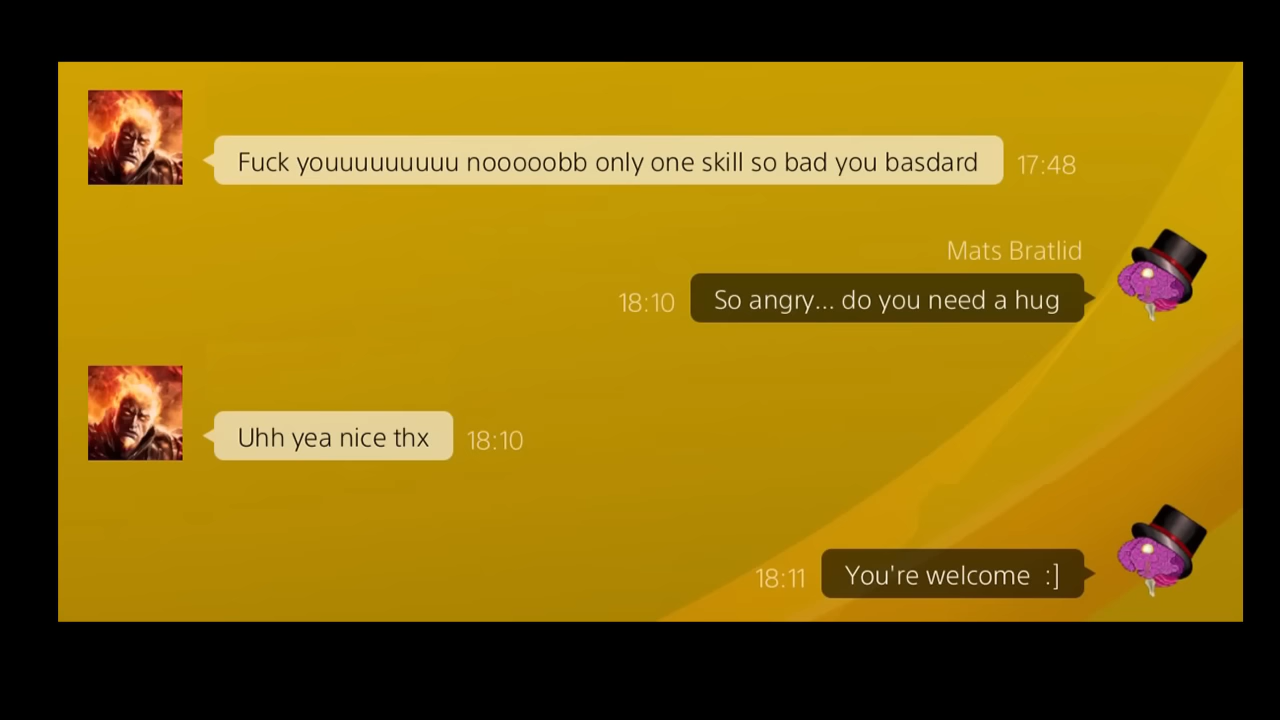 Fuck youuuuuuuuuu nooooobb only one skill so bad you basdard 17:48
Mats Bratlid
18:10 So angry... do you need a hug
Uhh yea nice thx 18:10
18:11 You're welcome :]